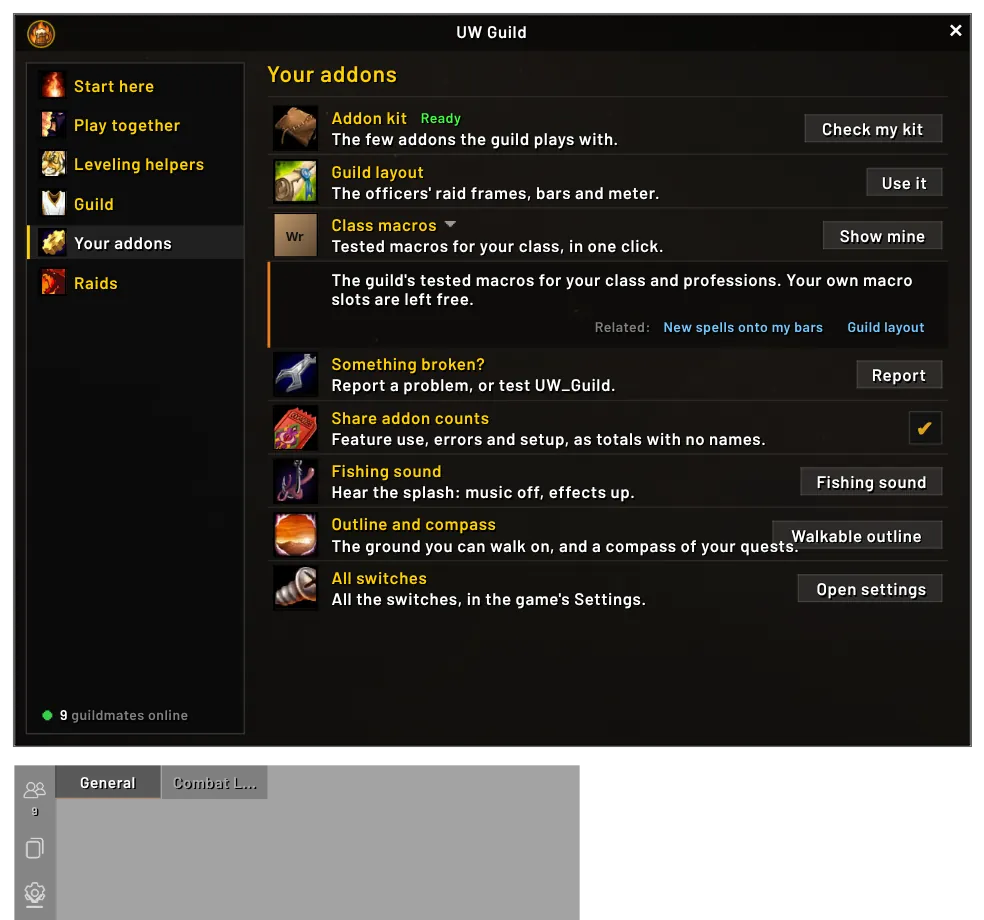 UW Guild
Start here
Play together
Leveling helpers
Guild
Your addons
Raids
9 guildmates online
Your addons
Addon kit Ready
The few addons the guild plays with.
Check my kit
Guild layout
The officers' raid frames, bars and meter.
Use it
Wr
Class macros
Tested macros for your class, in one click.
Show mine
The guild's tested macros for your class and professions. Your own macro
slots are left free.
Related: New spells onto my bars Guild layout
Something broken?
Report a problem, or test UW_Guild.
Report
Share addon counts
Feature use, errors and setup, as totals with no names.
Fishing sound
Hear the splash: music off, effects up.
Fishing sound
Outline and compass
The ground you can walk on, and a compass of your quests.
Walkable outline
All switches
All the switches, in the game's Settings.
Open settings
General
Combat L...
9